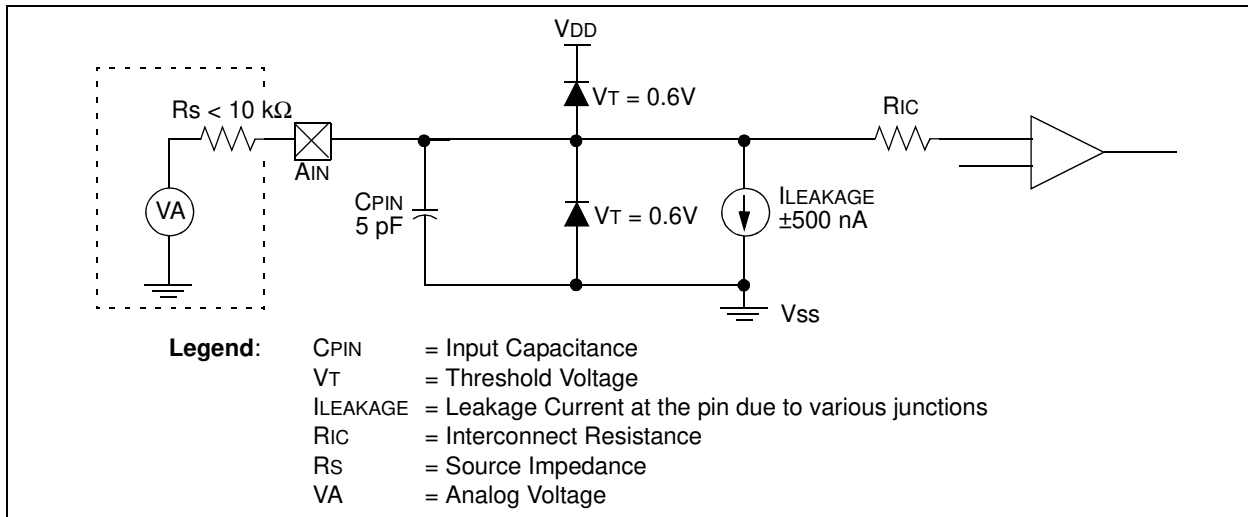 VDD
VT = 0.6V
RS < 10 kΩ
RIC
AIN
VA
CPIN
5 pF
VT = 0.6V
ILEAKAGE
±500 nA
VSS
Legend: CPIN = Input Capacitance
VT = Threshold Voltage
ILEAKAGE = Leakage Current at the pin due to various junctions
RIC = Interconnect Resistance
RS = Source Impedance
VA = Analog Voltage